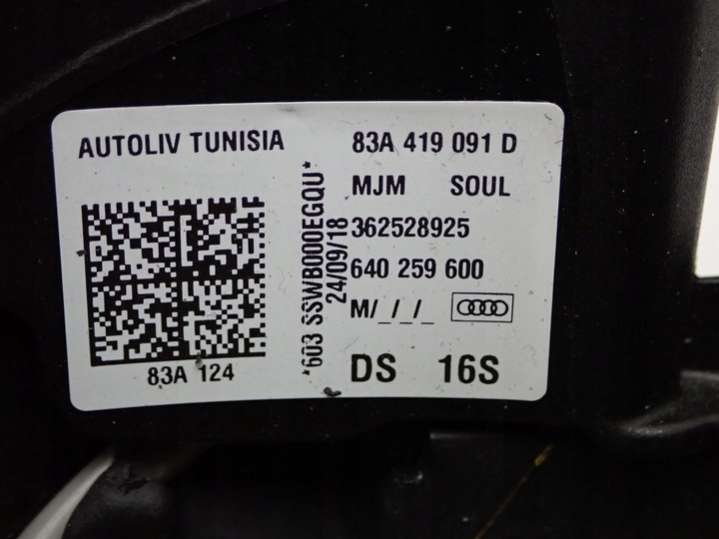 AUTOLIV TUNISIA
83A 124
*603 SSWB000EGQU*
24/09/18
83A 419 091 D
MJM SOUL
362528925
640 259 600
M/_/_/_
DS 16S